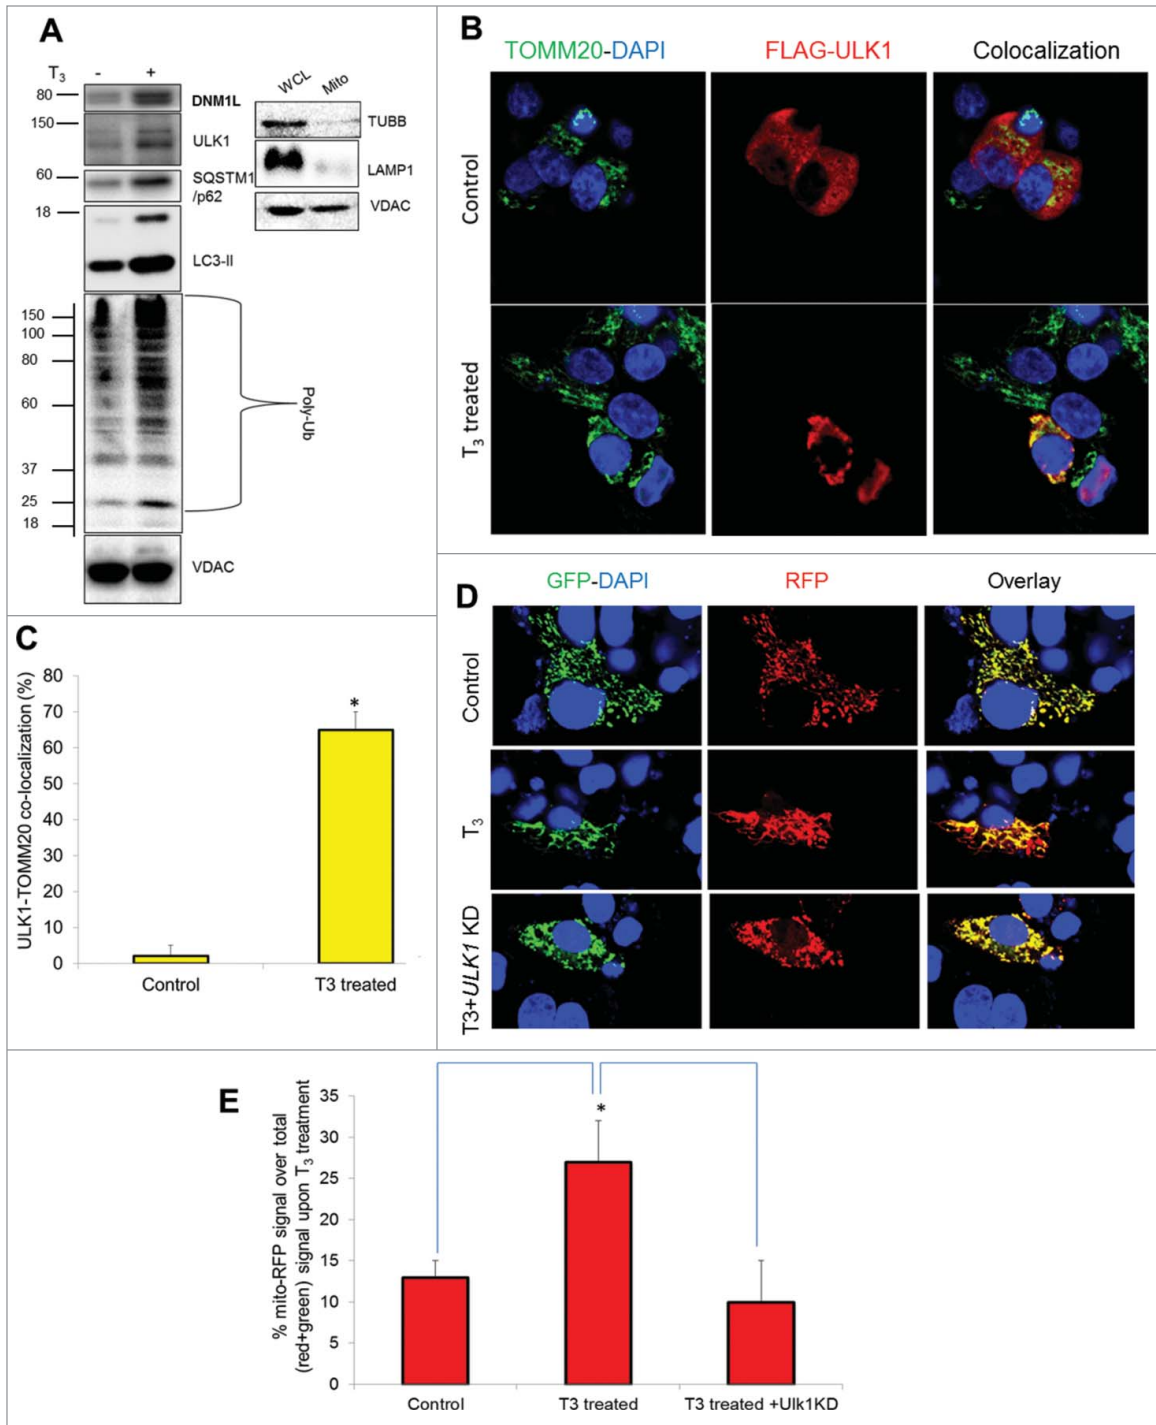 A
T3 - +
80
DNM1L
150
ULK1
60
SQSTM1
/p62
18
LC3-II
150
100
80
60
37
25
18
Poly-Ub
VDAC
WCL Mito
TUBB
LAMP1
VDAC
B
TOMM20-DAPI FLAG-ULK1 Colocalization
Control
T3 treated
C
ULK1-TOMM20 co-localization (%)
80
70
60
50
40
30
20
10
0
*
Control T3 treated
D
GFP-DAPI RFP Overlay
Control
T3
T3+ULK1 KD
E
% mito-RFP signal over total
(red+green) signal upon T3 treatment
35
30
25
20
15
10
5
0
*
Control T3 treated T3 treated +Ulk1KD